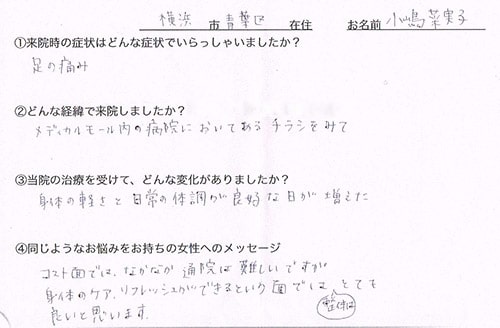 横浜 市 青葉区 在住 お名前 小嶋菜実子
①来院時の症状はどんな症状でいらっしゃいましたか？
足の痛み
②どんな経緯で来院しましたか？
メディカルモール内の病院においてあるチラシをみて
③当院の治療を受けて、どんな変化がありましたか？
身体の軽さと日常の体調が良好な日が増えた
④同じようなお悩みをお持ちの女性へのメッセージ
コスト面では、なかなか通院は難しいですが
身体のケア、リフレッシュができるという面では とても
整体は
良いと思います。